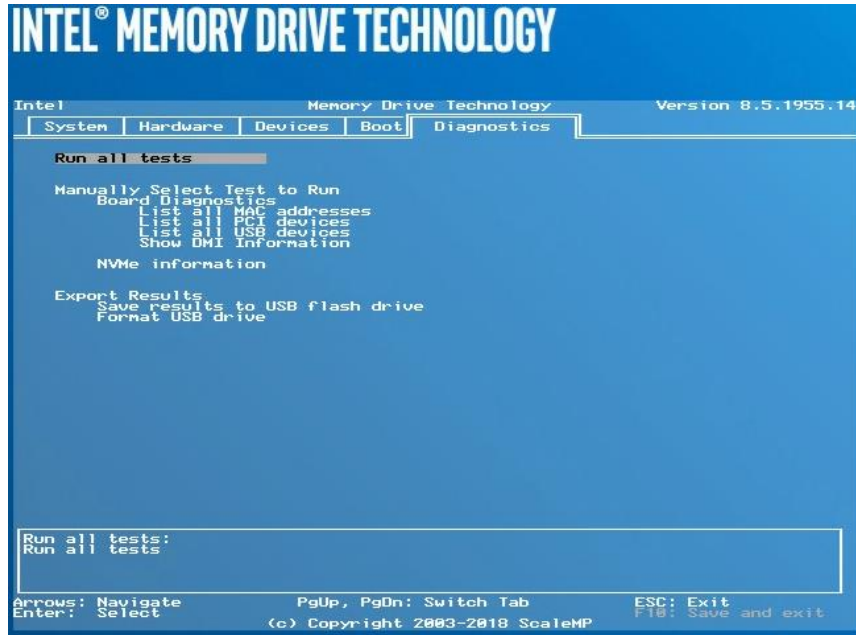 INTEL® MEMORY DRIVE TECHNOLOGY
Intel Memory Drive Technology Version 8.5.1955.14
System Hardware Devices Boot Diagnostics
Run all tests
Manually Select Test to Run
Board Diagnostics
List all MAC addresses
List all PCI devices
List all USB devices
Show DMI Information
NVMe information
Export Results
Save results to USB flash drive
Format USB drive
Run all tests:
Run all tests
Arrows: Navigate PgUp, PgDn: Switch Tab ESC: Exit
Enter: Select F10: Save and exit
(c) Copyright 2003-2018 ScaleMP